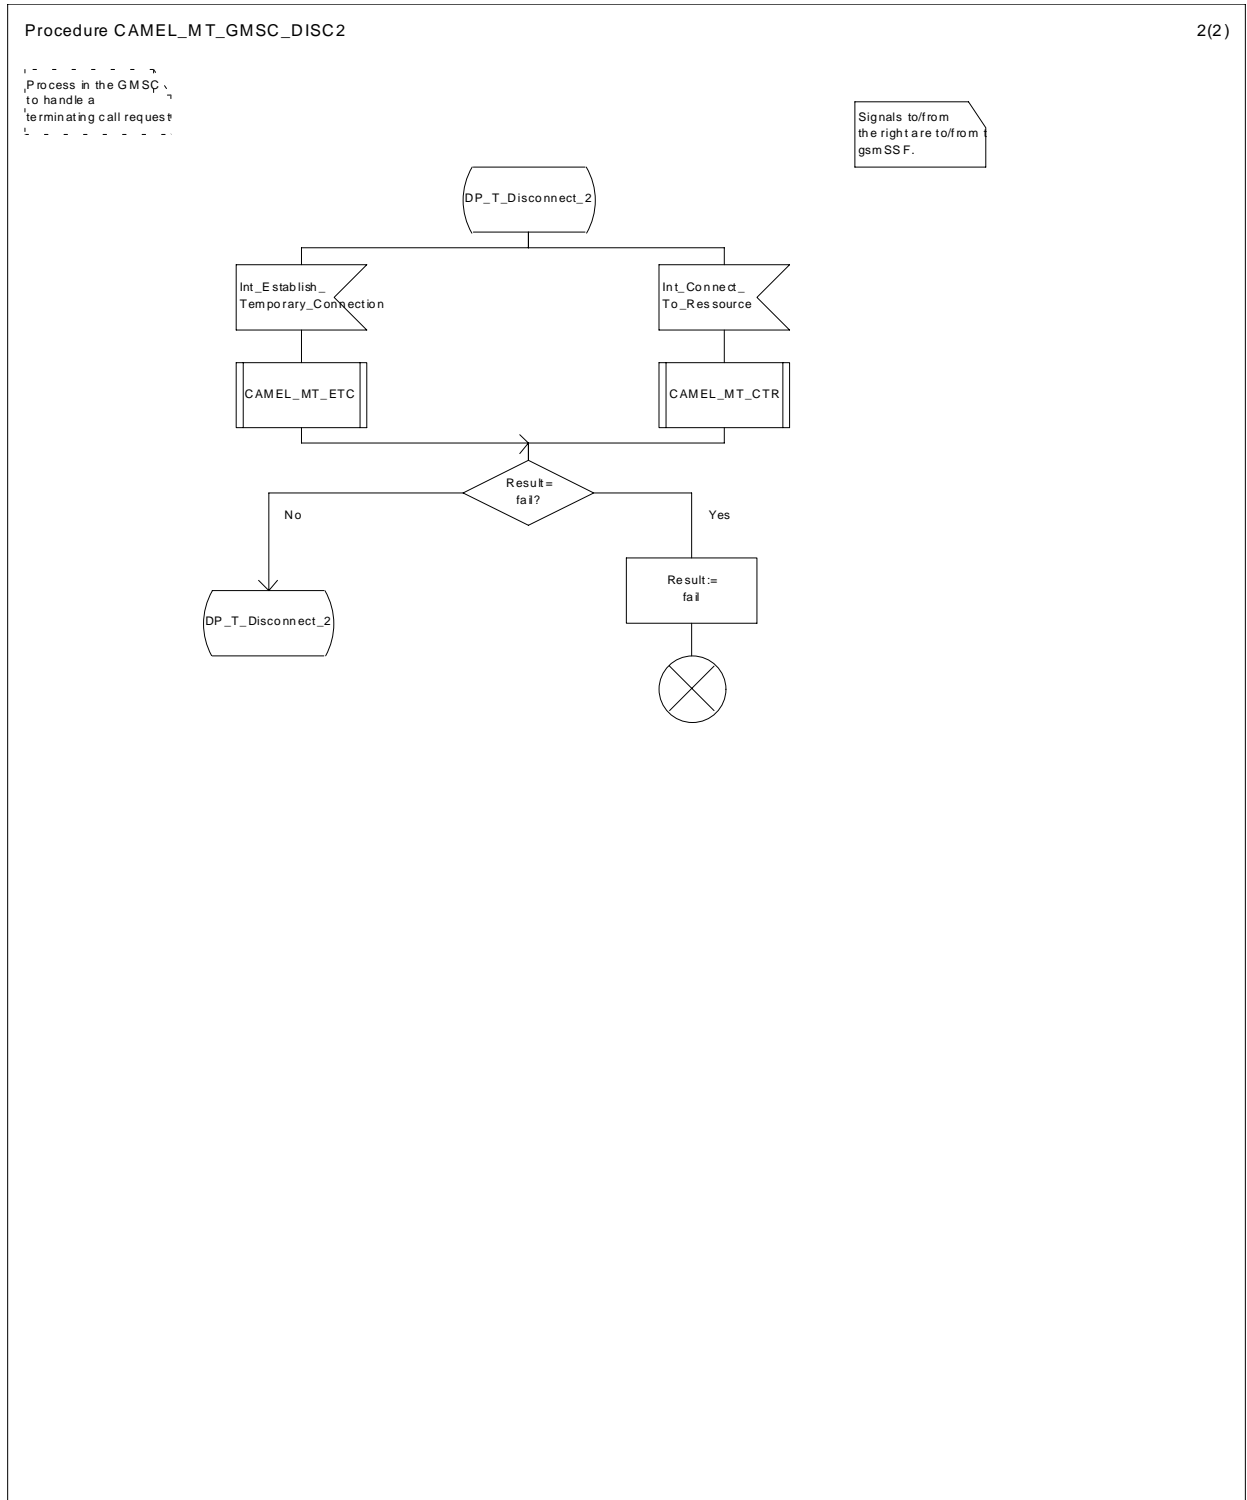 Procedure CAMEL_MT_GMSC_DISC2
2(2)
Process in the GMSC
to handle a
terminating call request
Signals to/from
the right are to/from t
gsmSSF.
DP_T_Disconnect_2
Int_Establish_
Temporary_Connection
Int_Connect_
To_Ressource
CAMEL_MT_ETC
CAMEL_MT_CTR
Result=
fail?
No
Yes
Result:=
fail
DP_T_Disconnect_2